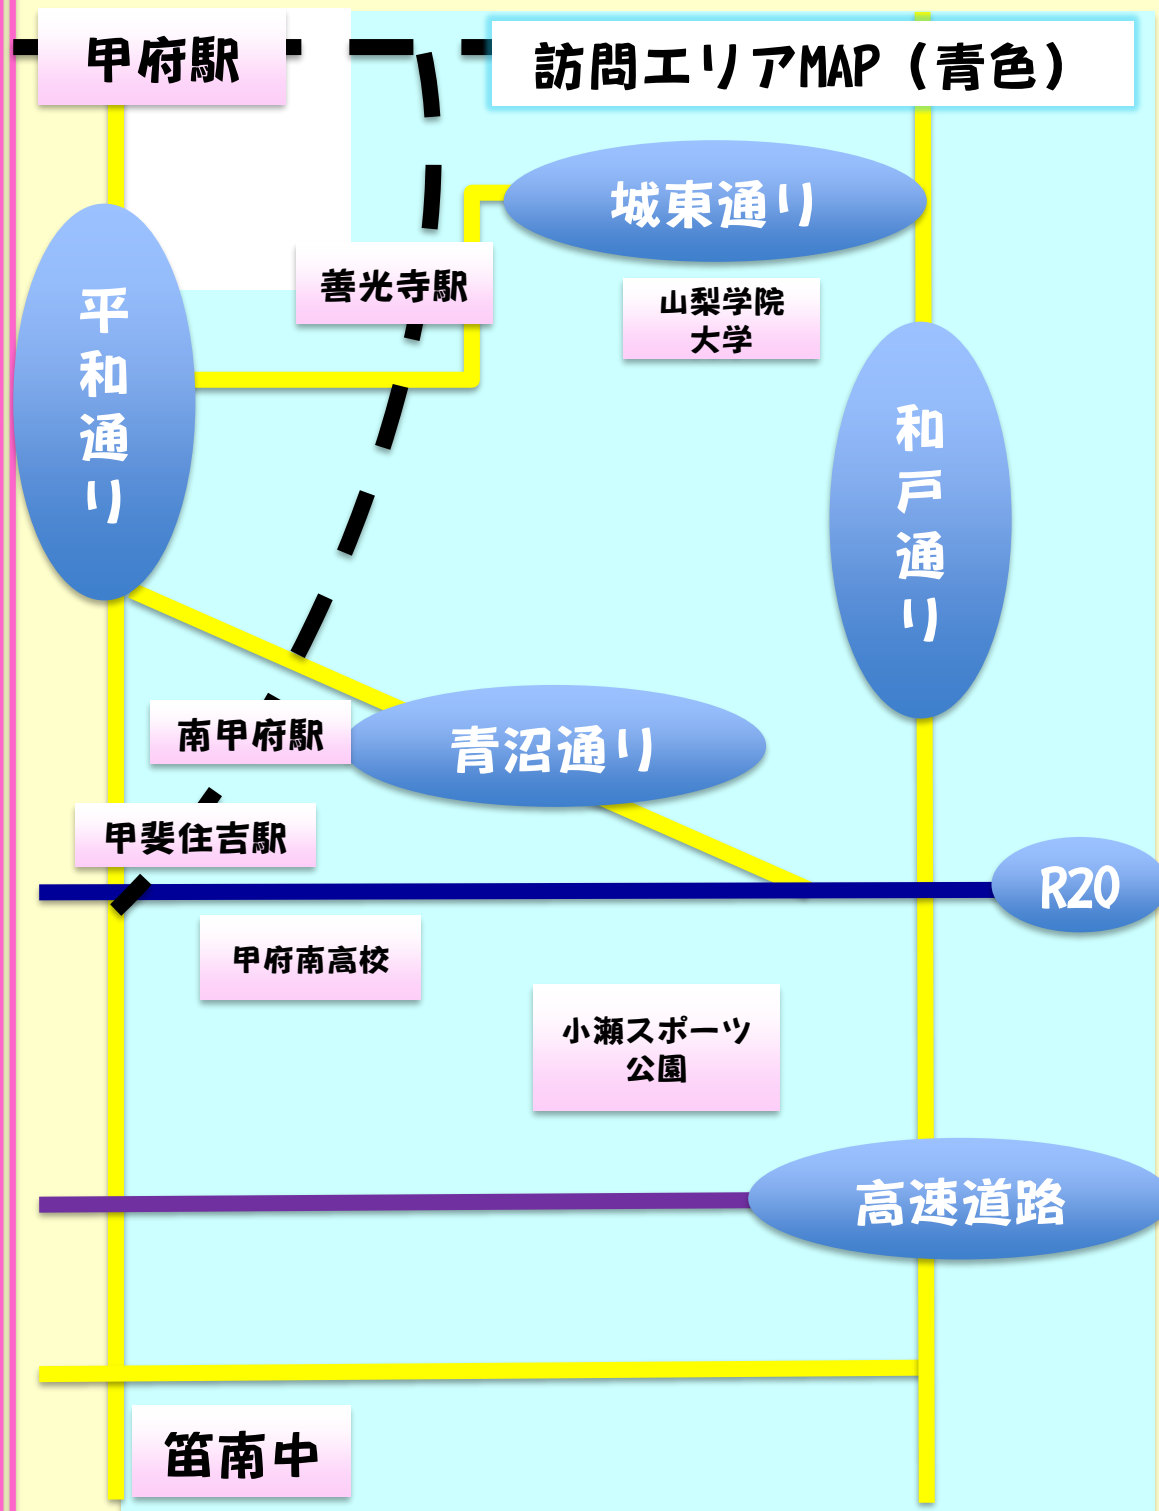 甲府駅
訪問エリアMAP（青色）
城東通り
平和通り
善光寺駅
山梨学院
大学
和戸通り
南甲府駅
青沼通り
甲斐住吉駅
R20
甲府南高校
小瀬スポーツ
公園
高速道路
笛南中